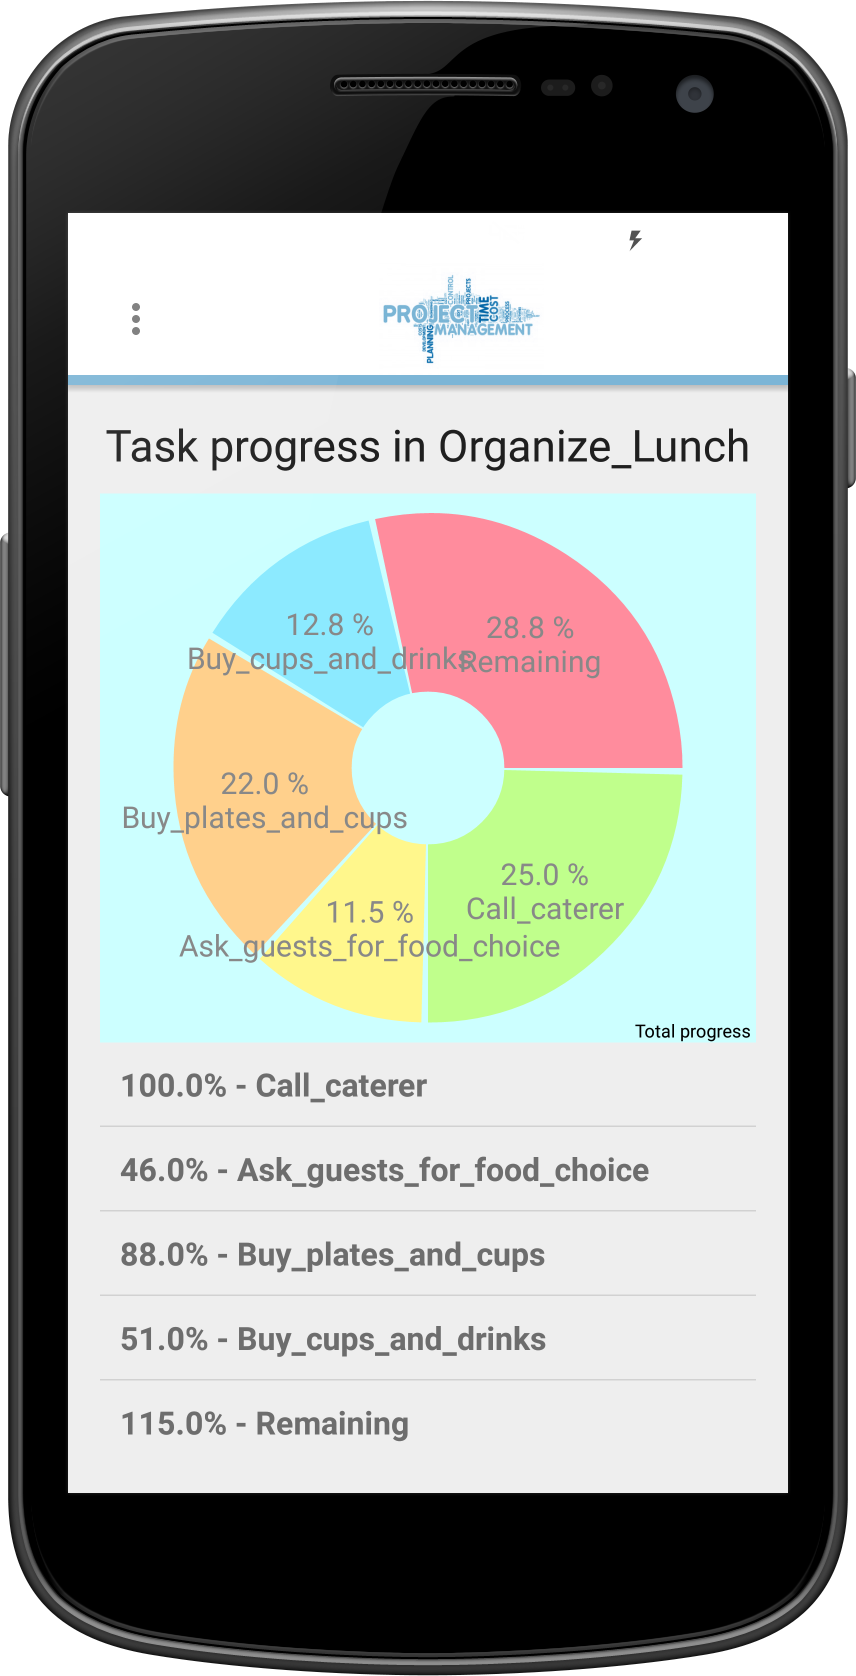 CONTROL
PROJECTS
PROJECT
TIME
COST
MANAGEMENT
PLANNING
Task progress in Organize_Lunch
12.8 %
Buy_cups_and_drinks
28.8 %
Remaining
22.0 %
Buy_plates_and_cups
25.0 %
Call_caterer
11.5 %
Ask_guests_for_food_choice
Total progress
100.0% - Call_caterer
46.0% - Ask_guests_for_food_choice
88.0% - Buy_plates_and_cups
51.0% - Buy_cups_and_drinks
115.0% - Remaining